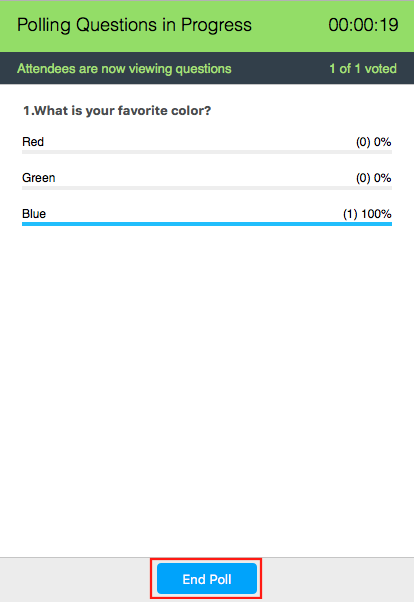 Polling Questions in Progress 00:00:19
Attendees are now viewing questions 1 of 1 voted
1.What is your favorite color?
Red (0) 0%
Green (0) 0%
Blue (1) 100%
End Poll